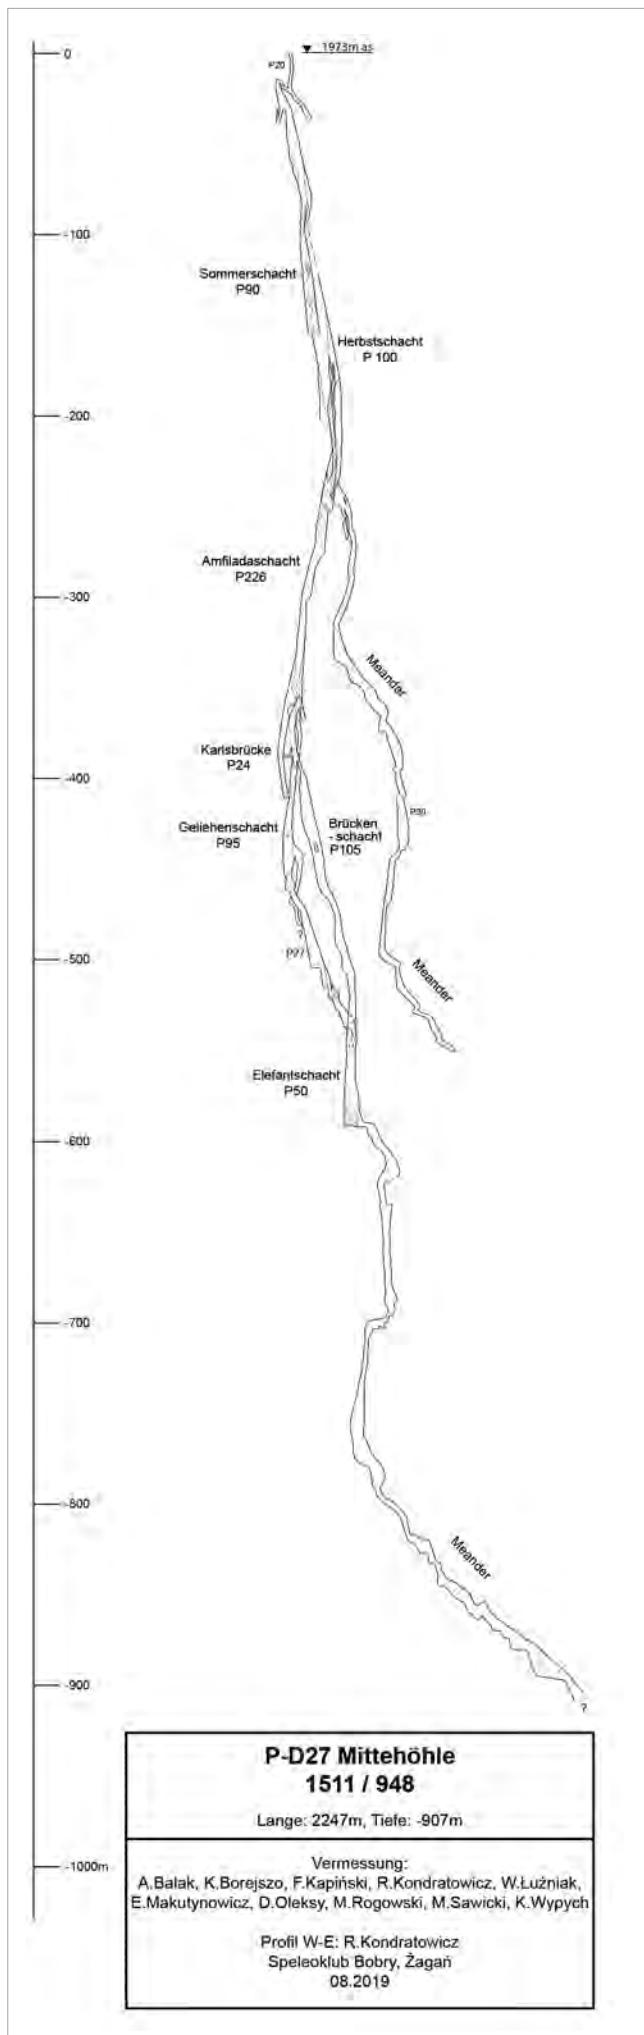 0
1973m as
P20
-100
Sommerschacht
P90
Herbstschacht
P 100
-200
Amfiladaschacht
P226
-300
Meander
Karlsbrücke
P24
-400
Geliehenschacht
P95
Brücken
- schacht
P105
?
P27
-500
Meander
Elefantschacht
P50
-600
-700
-800
Meander
-900
?
P-D27 Mittehöhle
1511 / 948
Lange: 2247m, Tiefe: -907m
-1000m
Vermessung:
A.Balak, K.Borejszo, F.Kapiński, R.Kondratowicz, W.Łuźniak,
E.Makutynowicz, D.Oleksy, M.Rogowski, M.Sawicki, K.Wypych
Profil W-E: R.Kondratowicz
Speleoklub Bobry, Żagań
08.2019